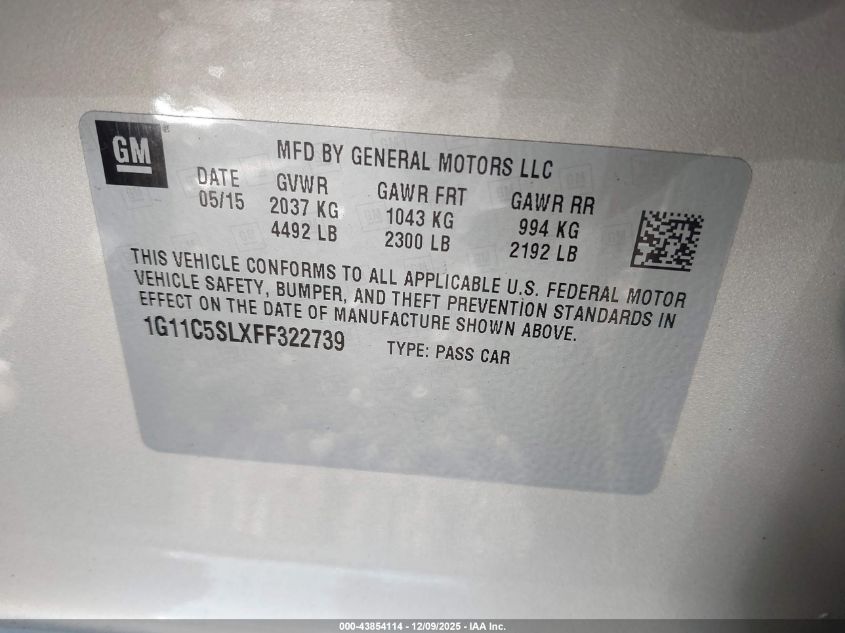 GM
MFD BY GENERAL MOTORS LLC
DATE GVWR GAWR FRT GAWR RR
05/15 2037 KG 1043 KG 994 KG
4492 LB 2300 LB 2192 LB
THIS VEHICLE CONFORMS TO ALL APPLICABLE U.S. FEDERAL MOTOR
VEHICLE SAFETY, BUMPER, AND THEFT PREVENTION STANDARDS IN
EFFECT ON THE DATE OF MANUFACTURE SHOWN ABOVE.
1G11C5SLXFF322739 TYPE: PASS CAR
000-43854114 - 12/09/2025 - IAA Inc.